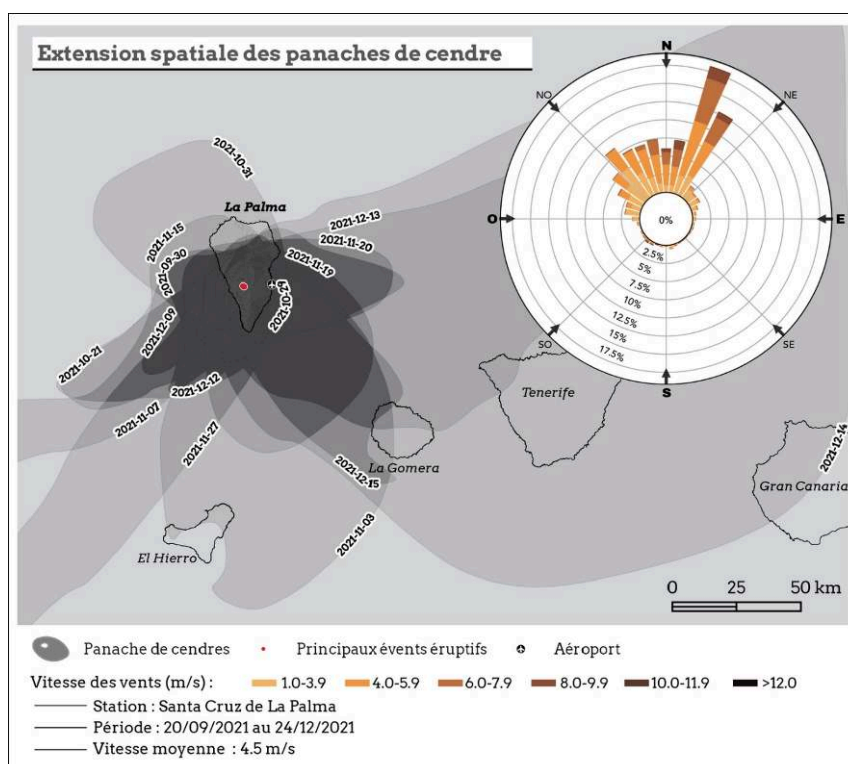 Extension spatiale des panaches de cendre
N
NO
NE
O
0%
E
2.5%
5%
7.5%
10%
12.5%
15%
17.5%
SO
SE
S
2021-10-31
La Palma
2021-12-13
2021-11-15
2021-11-20
2021-09-30
2021-11-19
2021-12-09
2021-10-21
2021-12-12
2021-11-07
2021-11-27
Tenerife
La Gomera
2021-12-15
2021-12-14
Gran Canaria
2021-11-03
El Hierro
0 25 50 km
Panache de cendres
Principaux évents éruptifs
Aéroport
Vitesse des vents (m/s) : 1.0-3.9 4.0-5.9 6.0-7.9 8.0-9.9 10.0-11.9 >12.0
Station : Santa Cruz de La Palma
Période : 20/09/2021 au 24/12/2021
Vitesse moyenne : 4.5 m/s